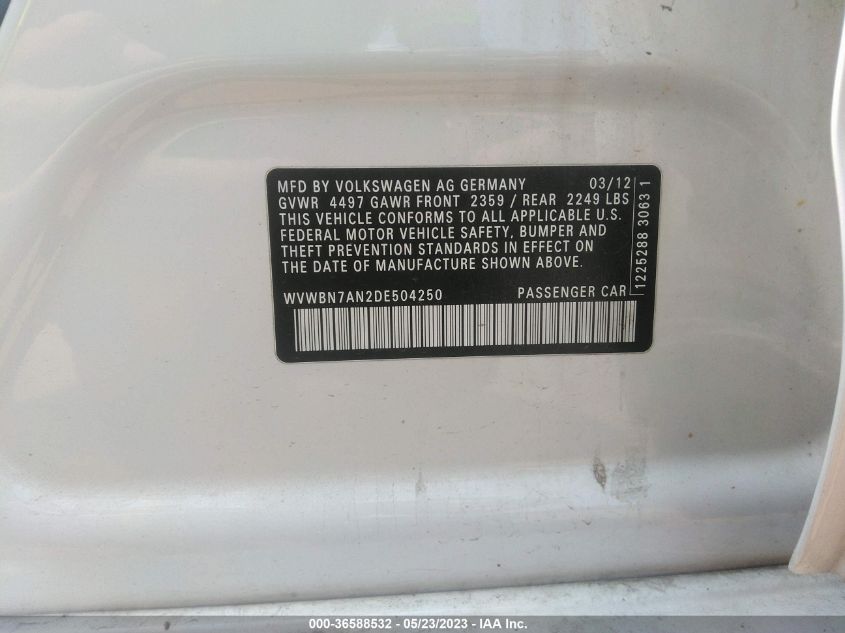 MFD BY VOLKSWAGEN AG GERMANY 03/12
GVWR 4497 GAWR FRONT 2359 / REAR 2249 LBS
THIS VEHICLE CONFORMS TO ALL APPLICABLE U.S.
FEDERAL MOTOR VEHICLE SAFETY, BUMPER AND
THEFT PREVENTION STANDARDS IN EFFECT ON
THE DATE OF MANUFACTURE SHOWN ABOVE.
WVWBN7AN2DE504250 PASSENGER CAR
1225288 3063 1
000-36588532 - 05/23/2023 - IAA Inc.